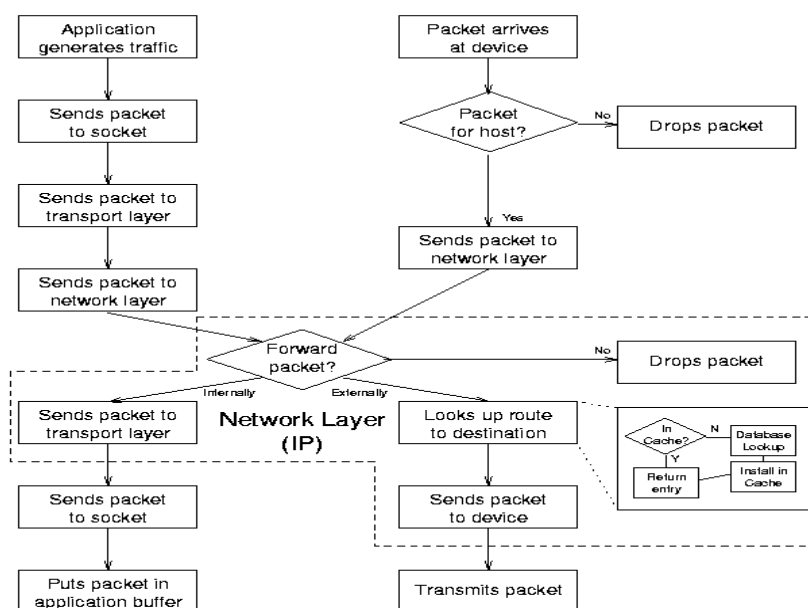 Application
generates traffic
Packet arrives
at device
Sends packet
to socket
Packet
for host?
No
Drops packet
Sends packet to
transport layer
Yes
Sends packet to
network layer
Sends packet to
network layer
Forward
packet?
No
Drops packet
Internally
Externally
Sends packet to
transport layer
Network Layer
(IP)
Looks up route
to destination
In
Cache?
N
Database
Lookup
Y
Return
entry
Install in
Cache
Sends packet
to socket
Sends packet
to device
Puts packet in
application buffer
Transmits packet